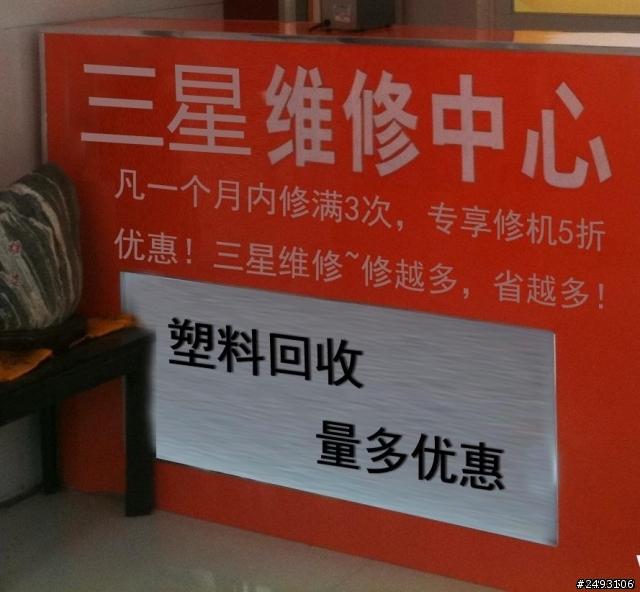 三星维修中心
凡一个月内修满3次，专享修机5折
优惠！三星维修~修越多，省越多！
塑料回收
量多优惠
#2493106